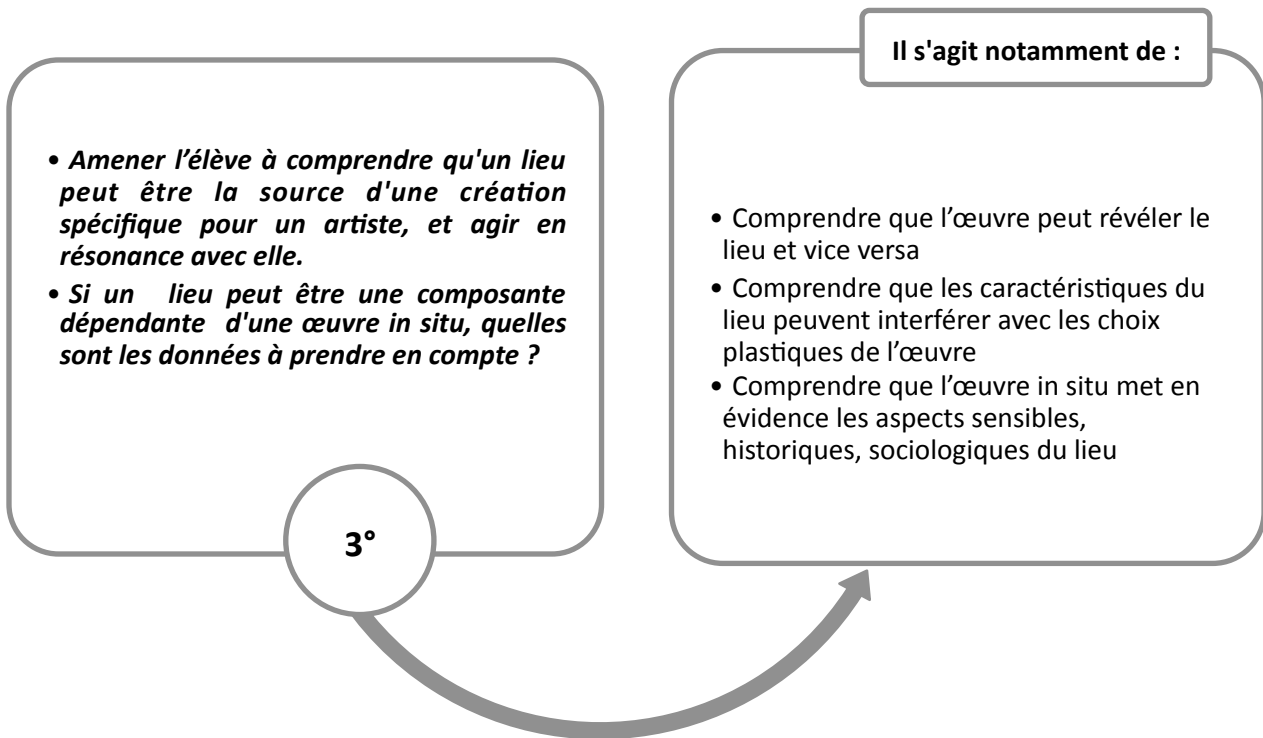 • Amener l’élève à comprendre qu'un lieu
peut être la source d'une création
spécifique pour un artiste, et agir en
résonance avec elle.
• Si un lieu peut être une composante
dépendante d'une œuvre in situ, quelles
sont les données à prendre en compte ?
3°
Il s'agit notamment de :
• Comprendre que l’œuvre peut révéler le
lieu et vice versa
• Comprendre que les caractéristiques du
lieu peuvent interférer avec les choix
plastiques de l’œuvre
• Comprendre que l’œuvre in situ met en
évidence les aspects sensibles,
historiques, sociologiques du lieu